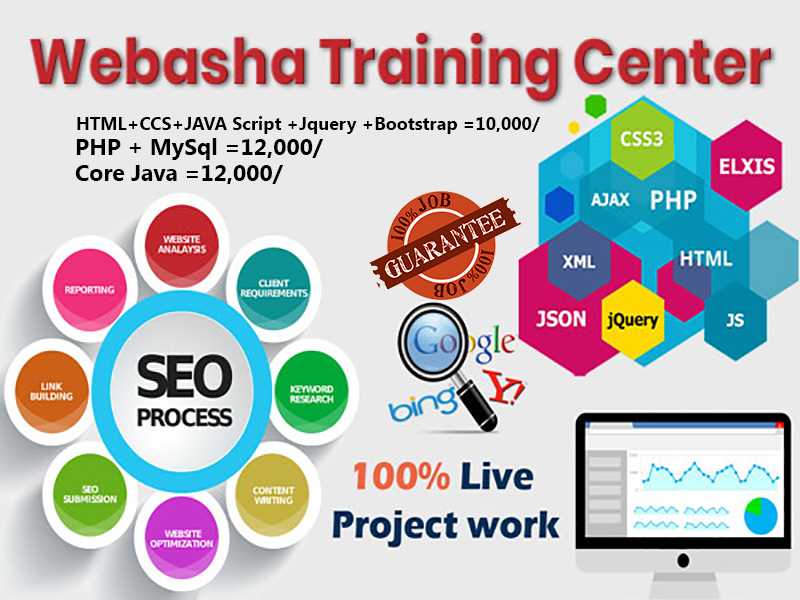 Webasha Training Center
HTML+CCS+JAVA Script +Jquery +Bootstrap =10,000/
PHP + MySql =12,000/
Core Java =12,000/
CSS3
ELXIS
AJAX
PHP
XML
HTML
JSON
jQuery
JS
100% JOB
GUARANTEE
100% JOB
WEBSITE
ANALAYSIS
CLIENT
REQUIREMENTS
KEYWORD
RESEARCH
CONTENT
WRITING
WEBSITE
OPTIMIZATION
SEO
SUBMISSION
LINK
BUILDING
REPORTING
SEO
PROCESS
Google
bing
Y!
100% Live
Project work